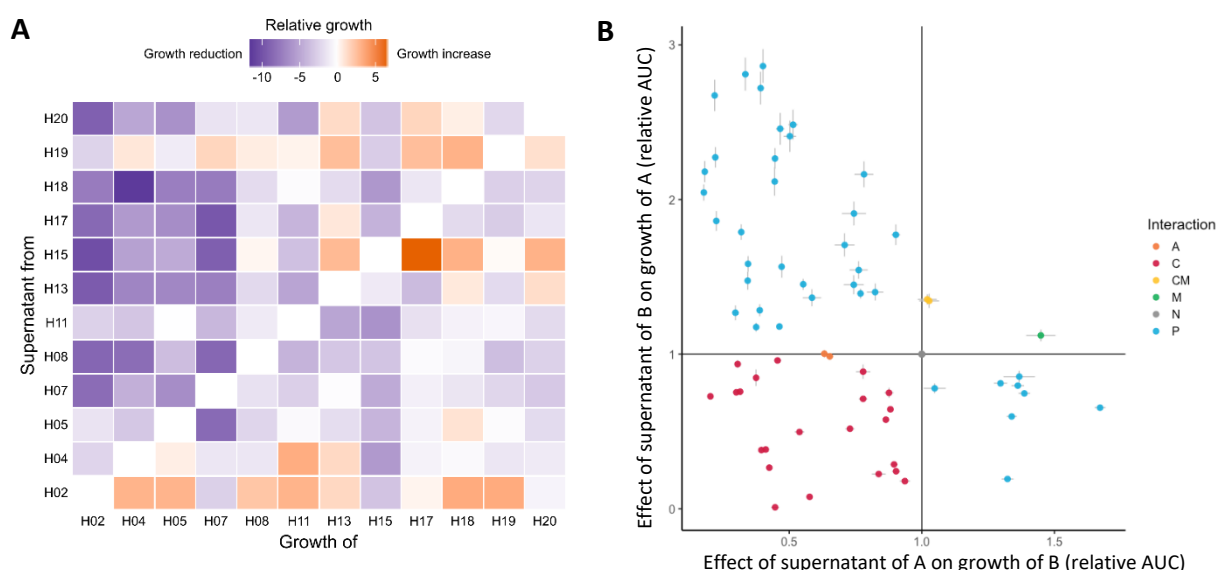 A
Relative growth
Growth reduction
Growth increase
-10 -5 0 5
Supernatant from
H20
H19
H18
H17
H15
H13
H11
H08
H07
H05
H04
H02
H02 H04 H05 H07 H08 H11 H13 H15 H17 H18 H19 H20
Growth of
B
Effect of supernatant of B on growth of A (relative AUC)
3
2
1
0
0.5 1.0 1.5
Effect of supernatant of A on growth of B (relative AUC)
Interaction
A
C
CM
M
N
P